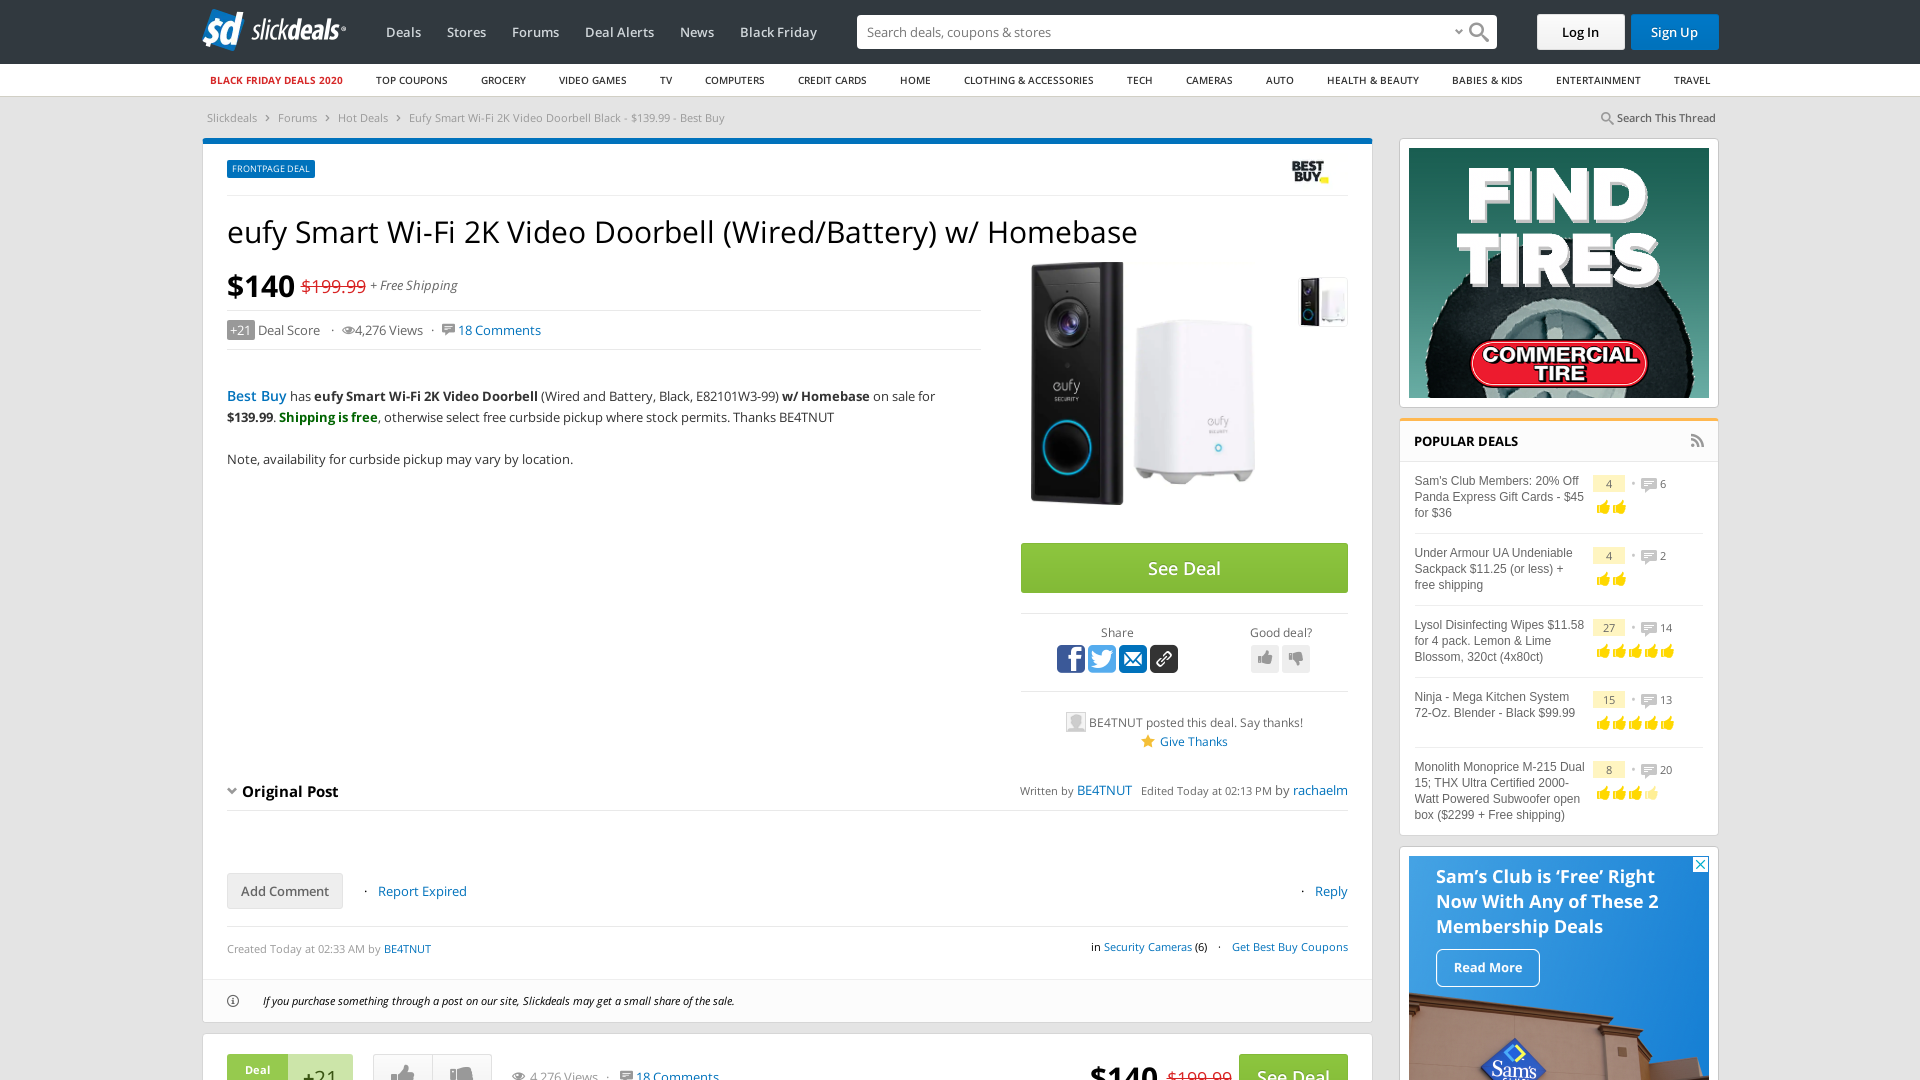 sd slickdeals
Deals
Stores
Forums
Deal Alerts
News
Black Friday
Search deals, coupons & stores
Log In
Sign Up
BLACK FRIDAY DEALS 2020
TOP COUPONS
GROCERY
VIDEO GAMES
TV
COMPUTERS
CREDIT CARDS
HOME
CLOTHING & ACCESSORIES
TECH
CAMERAS
AUTO
HEALTH & BEAUTY
BABIES & KIDS
ENTERTAINMENT
TRAVEL
Slickdeals > Forums > Hot Deals > Eufy Smart Wi-Fi 2K Video Doorbell Black - $139.99 - Best Buy
Search This Thread
FRONTPAGE DEAL
BEST
BUY
eufy Smart Wi-Fi 2K Video Doorbell (Wired/Battery) w/ Homebase
$140 $199.99 + Free Shipping
+21 Deal Score · 4,276 Views · 18 Comments
Best Buy has eufy Smart Wi-Fi 2K Video Doorbell (Wired and Battery, Black, E82101W3-99) w/ Homebase on sale for
$139.99. Shipping is free, otherwise select free curbside pickup where stock permits. Thanks BE4TNUT
Note, availability for curbside pickup may vary by location.
eufy
SECURITY
eufy
See Deal
Share
Good deal?
BE4TNUT posted this deal. Say thanks!
Give Thanks
Original Post
Written by BE4TNUT Edited Today at 02:13 PM by rachaelm
Add Comment
· Report Expired
· Reply
Created Today at 02:33 AM by BE4TNUT
in Security Cameras (6) · Get Best Buy Coupons
If you purchase something through a post on our site, Slickdeals may get a small share of the sale.
Deal
+21
4,276 Views · 18 Comments
$140 $199.99
See Deal
FIND
TIRES
COMMERCIAL
TIRE
POPULAR DEALS
Sam's Club Members: 20% Off
Panda Express Gift Cards - $45
for $36
4 • 6
Under Armour UA Undeniable
Sackpack $11.25 (or less) +
free shipping
4 • 2
Lysol Disinfecting Wipes $11.58
for 4 pack. Lemon & Lime
Blossom, 320ct (4x80ct)
27 • 14
Ninja - Mega Kitchen System
72-Oz. Blender - Black $99.99
15 • 13
Monolith Monoprice M-215 Dual
15; THX Ultra Certified 2000-
Watt Powered Subwoofer open
box ($2299 + Free shipping)
8 • 20
Sam's Club is 'Free' Right
Now With Any of These 2
Membership Deals
Read More
Sam's